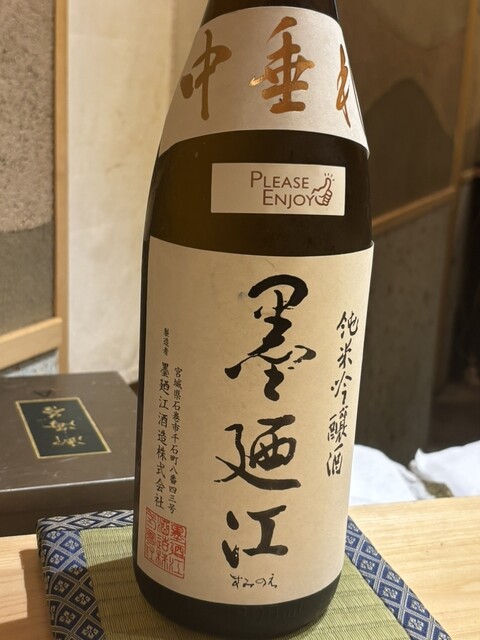 中垂れ
PLEASE
ENJOY
純米吟醸酒
墨廼江
すみのえ
醸造者
宮城県石巻市千石町八番四三号
墨廼江酒造株式会社